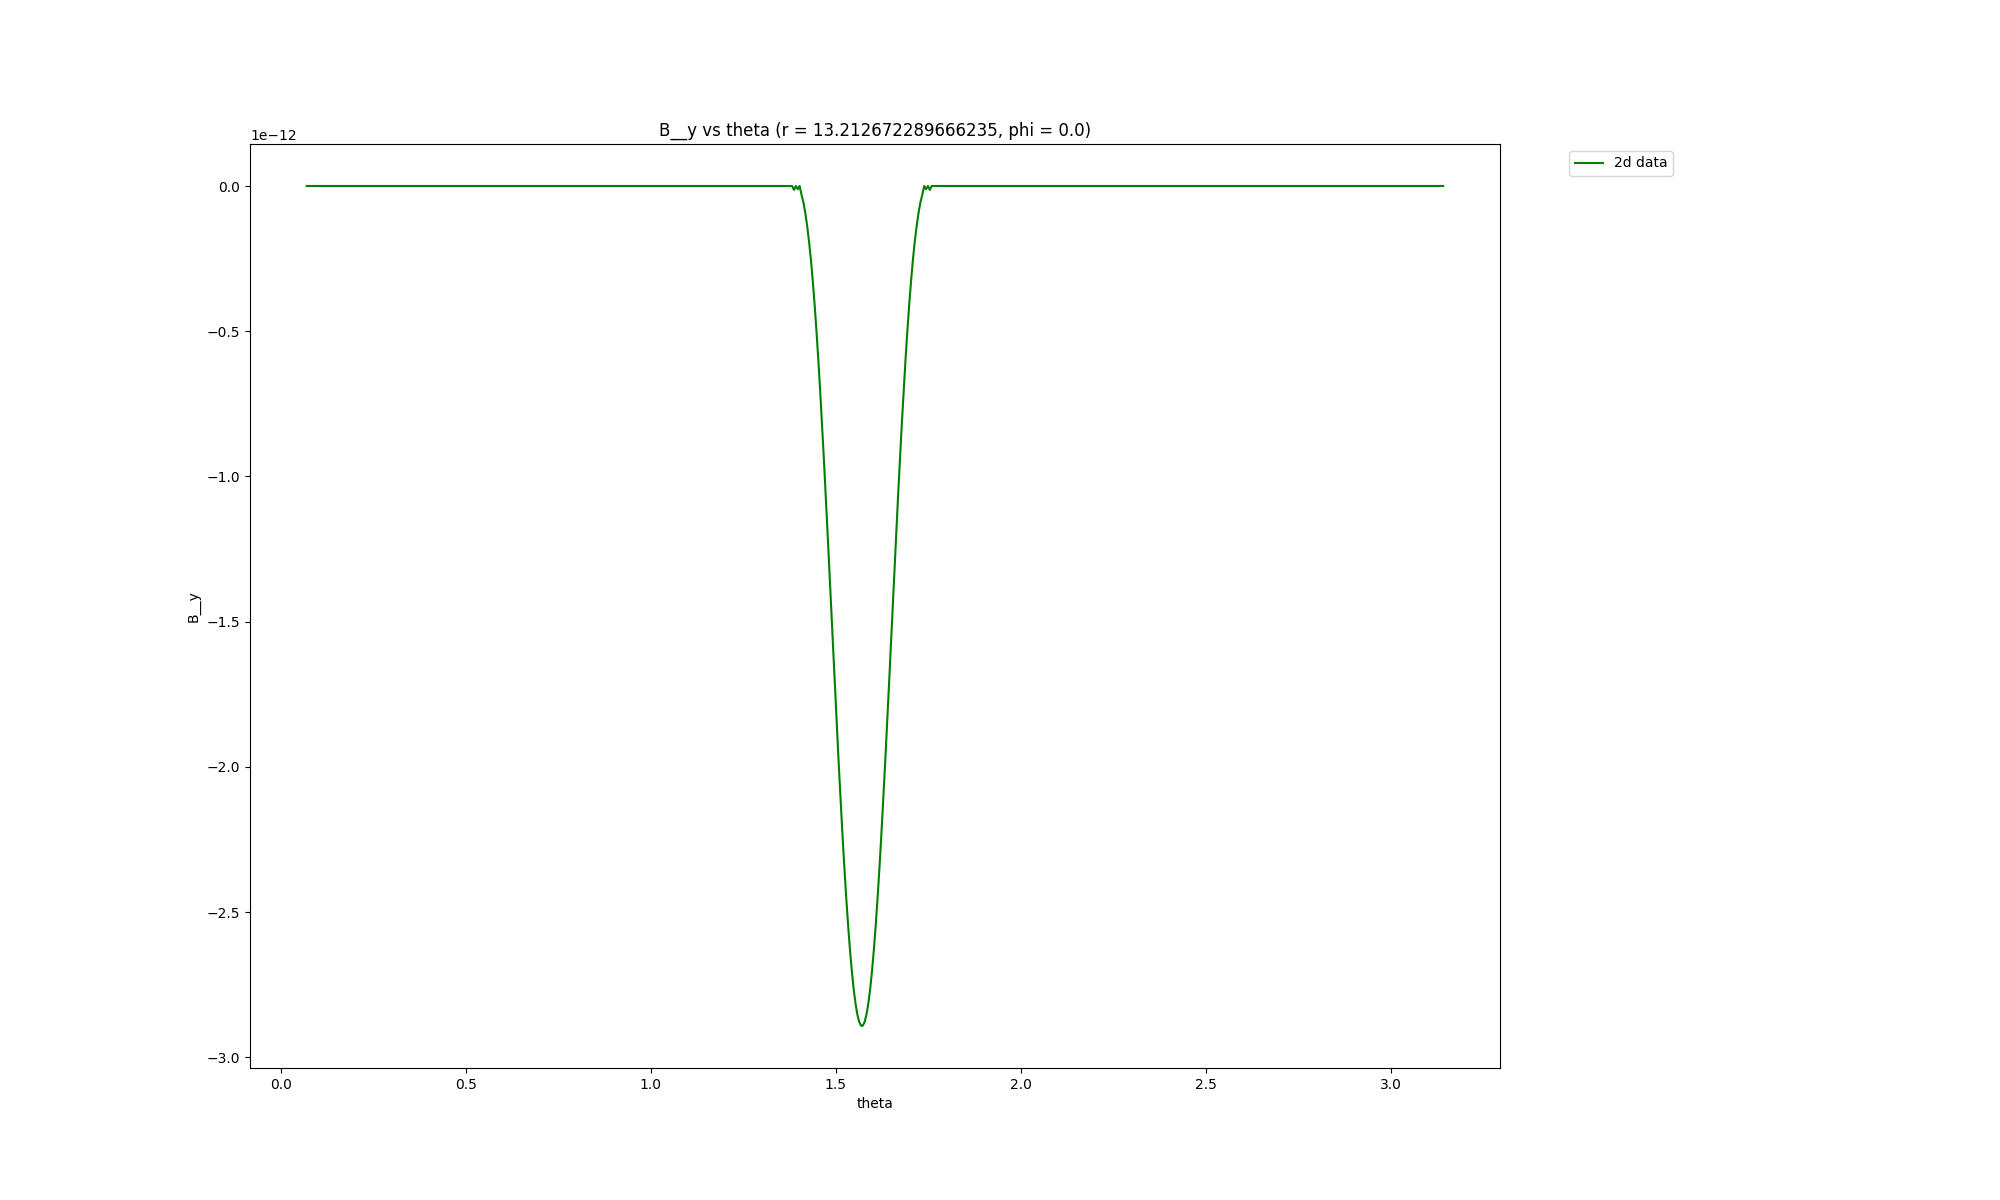 B__y vs theta (r = 13.212672289666235, phi = 0.0)
1e−12
2d data
0.0
−0.5
−1.0
−1.5
−2.0
−2.5
−3.0
B__y
0.0 0.5 1.0 1.5 2.0 2.5 3.0
theta